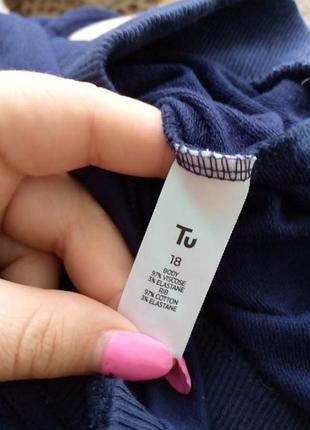 Tu
18
BODY
97% VISCOSE
3% ELASTANE
RIB
97% COTTON
3% ELASTANE